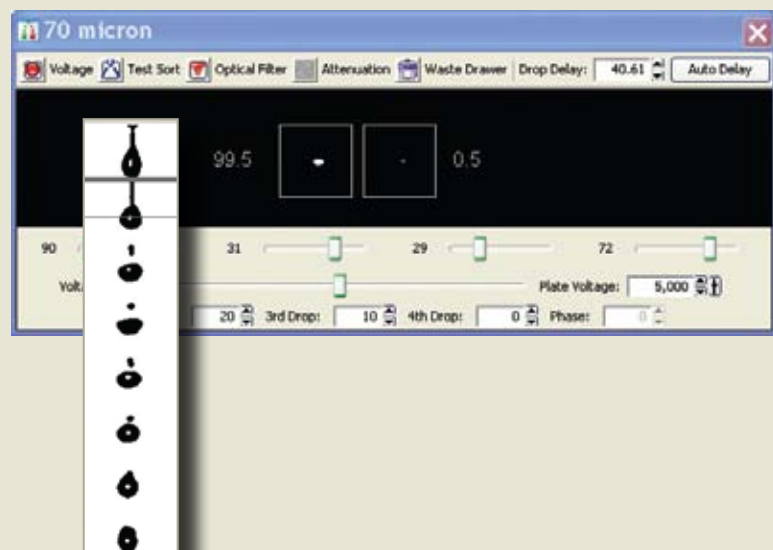 70 micron
Voltage Test Sort Optical Filter Attenuation Waste Drawer Drop Delay: 40.61 Auto Delay
99.5 0.5
90 31 29 72
Plate Voltage: 5,000
20 3rd Drop: 10 4th Drop: 0 Phase: 0